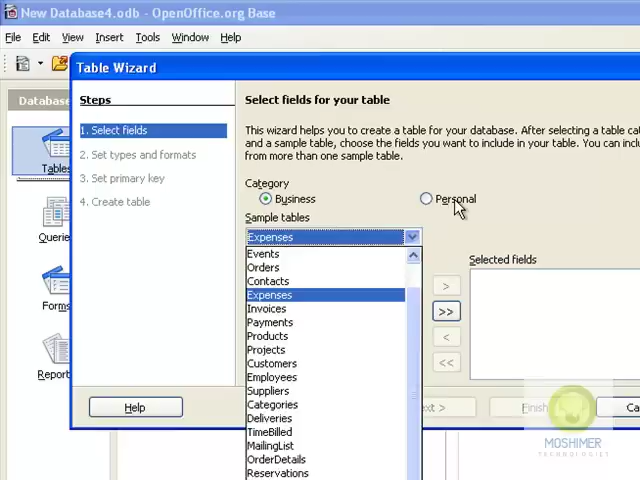 New Database4.odb - OpenOffice.org Base
File Edit View Insert Tools Window Help
Table Wizard
Database
Tables
Queries
Forms
Report
Steps
1. Select fields
2. Set types and formats
3. Set primary key
4. Create table
Select fields for your table
This wizard helps you to create a table for your database. After selecting a table
and a sample table, choose the fields you want to include in your table. You can
from more than one sample table.
Category
Business
Personal
Sample tables
Expenses
Events
Orders
Contacts
Expenses
Invoices
Payments
Products
Projects
Customers
Employees
Suppliers
Categories
Deliveries
TimeBilled
MailingList
OrderDetails
Reservations
Selected fields
>
>>
<
<<
Help
>
Finish
MOSHIMER
TECHNOLOGIES